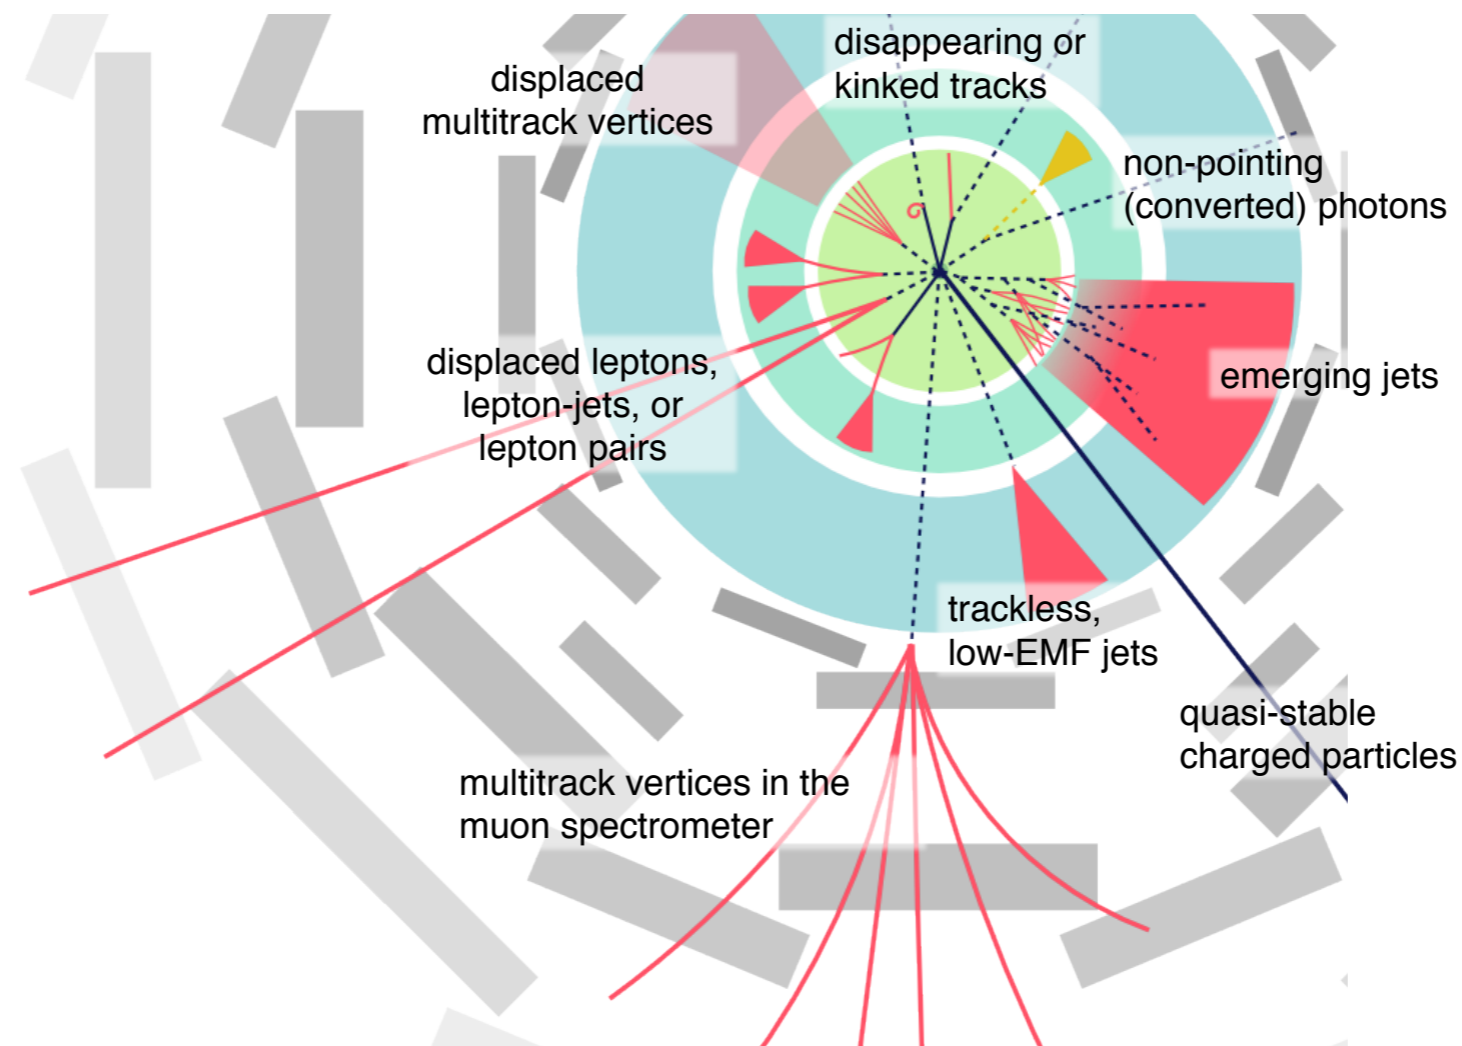 disappearing or
kinked tracks
displaced
multitrack vertices
non-pointing
(converted) photons
displaced leptons,
lepton-jets, or
lepton pairs
emerging jets
trackless,
low-EMF jets
quasi-stable
charged particles
multitrack vertices in the
muon spectrometer